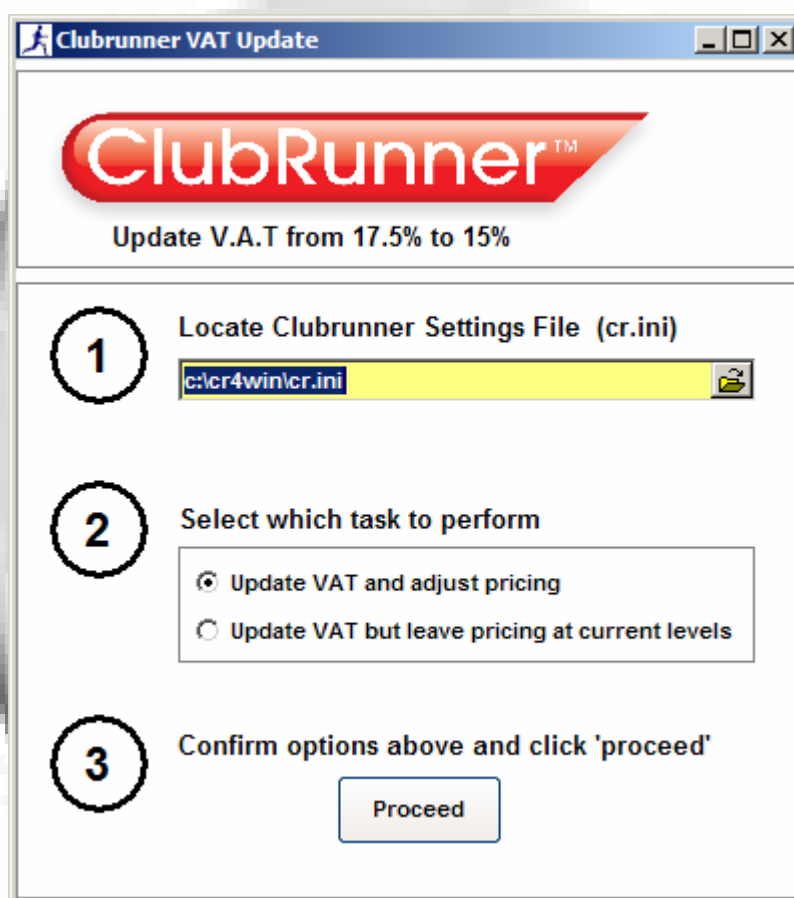 Clubrunner VAT Update
ClubRunner™
Update V.A.T from 17.5% to 15%
1
Locate Clubrunner Settings File (cr.ini)
c:\cr4win\cr.ini
2
Select which task to perform
Update VAT and adjust pricing
Update VAT but leave pricing at current levels
3
Confirm options above and click 'proceed'
Proceed